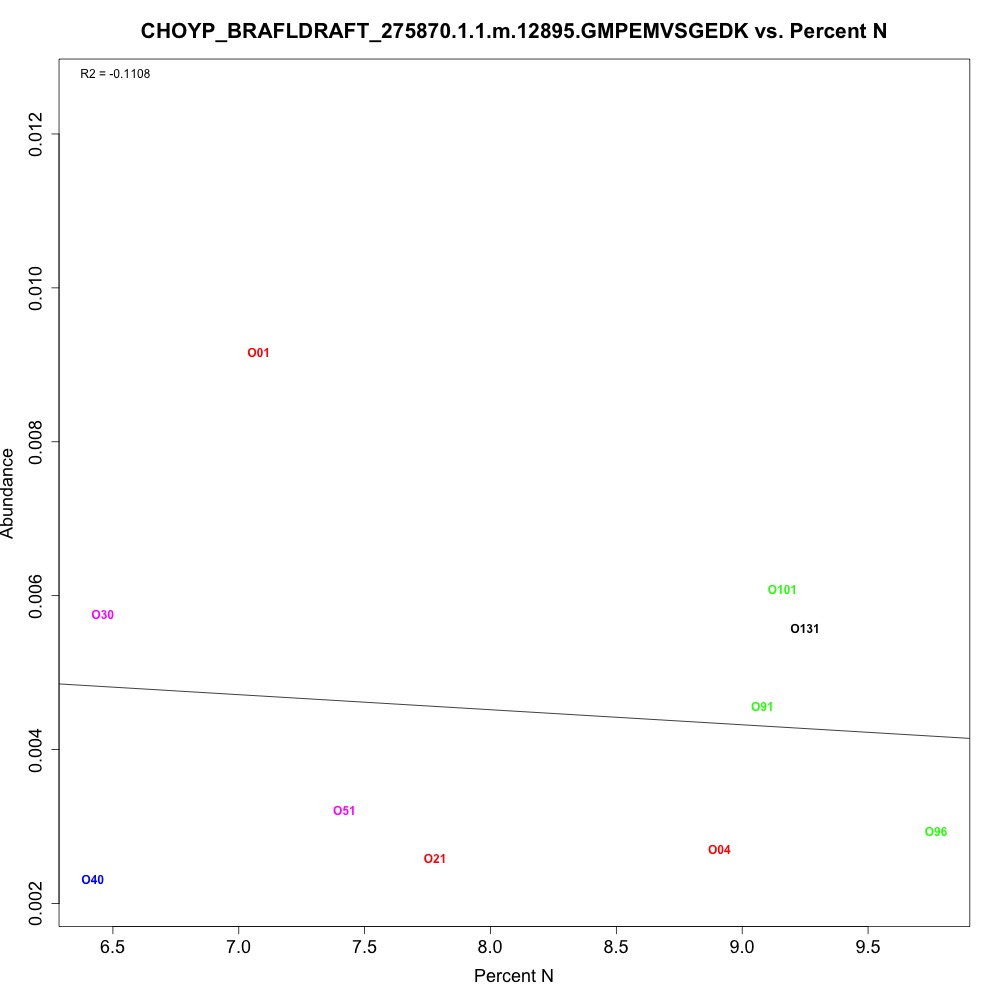 CHOYP_BRAFLDRAFT_275870.1.1.m.12895.GMPEMVSGEDK vs. Percent N
R2 = -0.1108
0.012
0.010
O01
0.008
Abundance
0.006
O101
O30
O131
O91
0.004
O51
O96
O04
O21
O40
0.002
6.5 7.0 7.5 8.0 8.5 9.0 9.5
Percent N